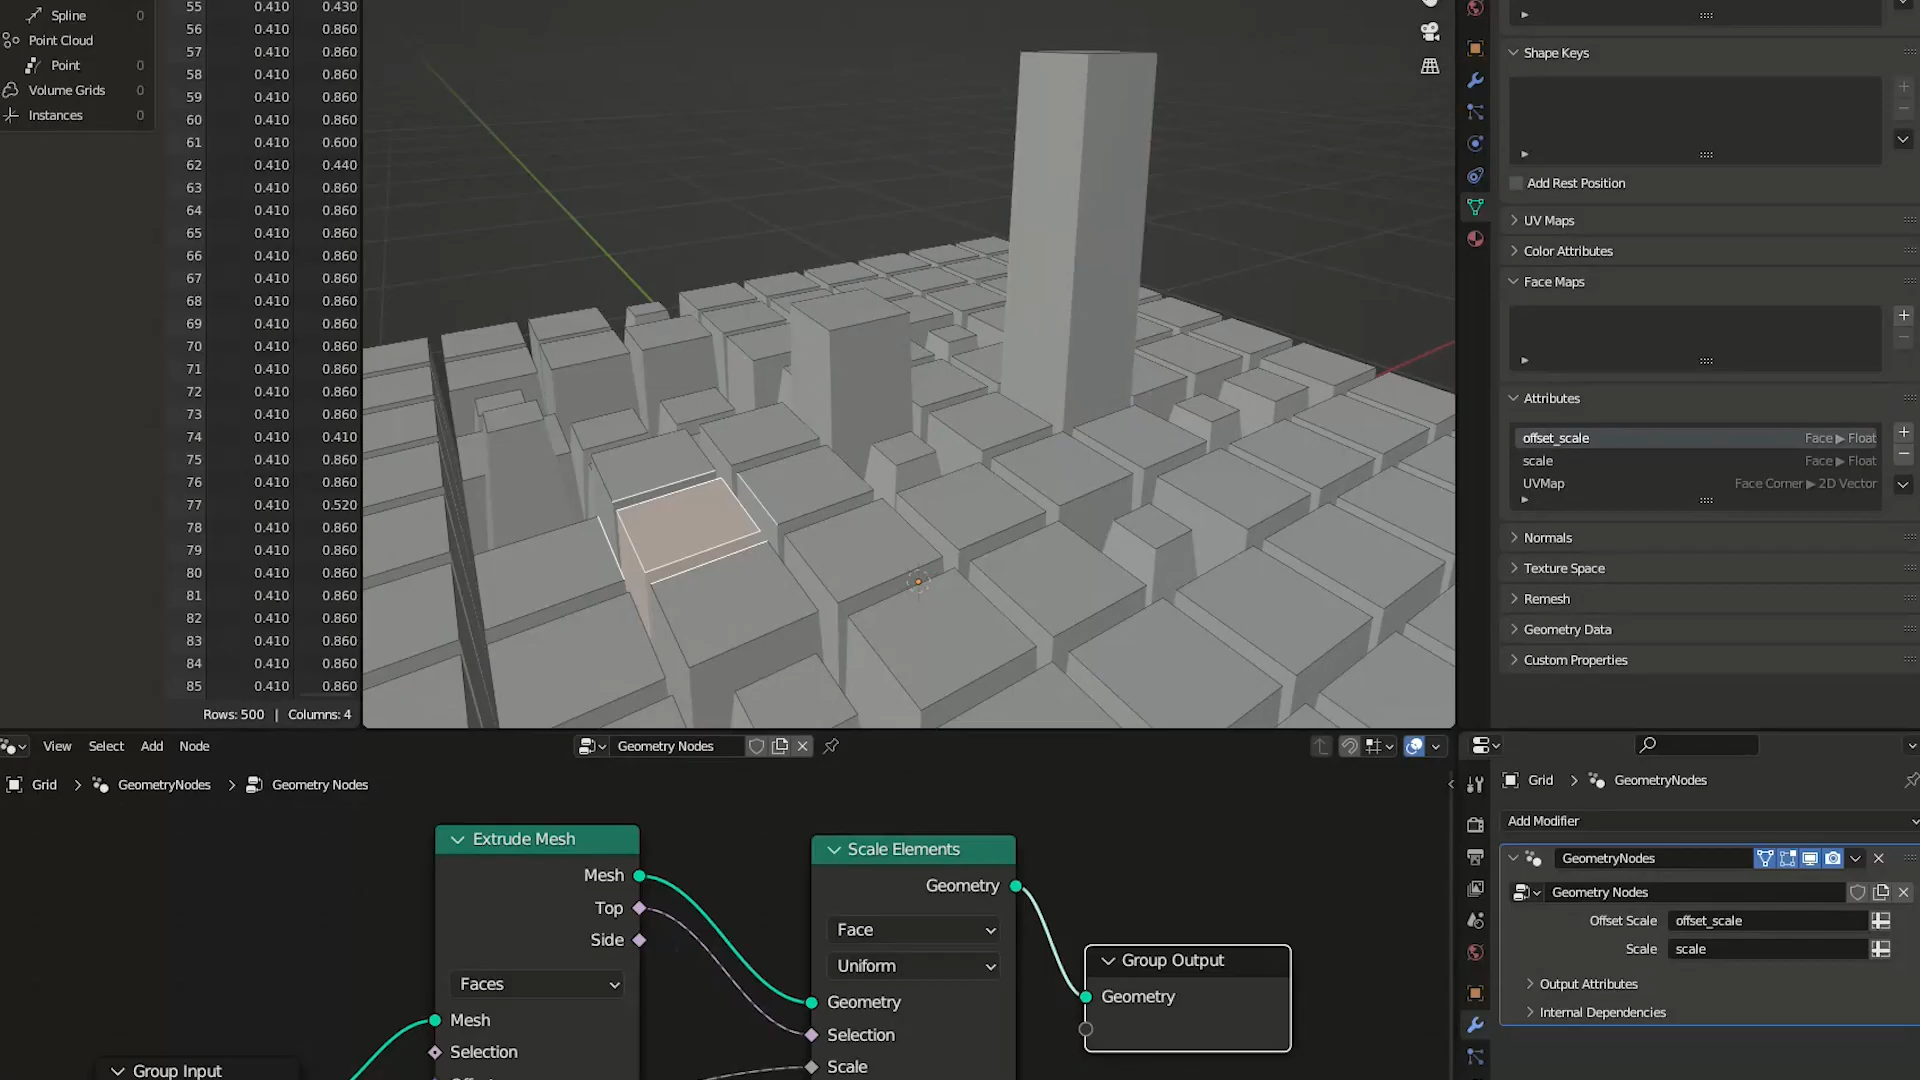 Spline 0
Point Cloud
Point 0
Volume Grids 0
Instances 0
55 0.410 0.430
56 0.410 0.860
57 0.410 0.860
58 0.410 0.860
59 0.410 0.860
60 0.410 0.860
61 0.410 0.600
62 0.410 0.440
63 0.410 0.860
64 0.410 0.860
65 0.410 0.860
66 0.410 0.860
67 0.410 0.860
68 0.410 0.860
69 0.410 0.860
70 0.410 0.860
71 0.410 0.860
72 0.410 0.860
73 0.410 0.860
74 0.410 0.410
75 0.410 0.860
76 0.410 0.860
77 0.410 0.520
78 0.410 0.860
79 0.410 0.860
80 0.410 0.860
81 0.410 0.860
82 0.410 0.860
83 0.410 0.860
84 0.410 0.860
85 0.410 0.860
Rows: 500 | Columns: 4
Shape Keys
Add Rest Position
UV Maps
Color Attributes
Face Maps
Attributes
offset_scale Face ▶ Float
scale Face ▶ Float
UVMap Face Corner ▶ 2D Vector
Normals
Texture Space
Remesh
Geometry Data
Custom Properties
View Select Add Node
Geometry Nodes
Grid > GeometryNodes > Geometry Nodes
Extrude Mesh
Mesh
Top
Side
Faces
Mesh
Selection
Group Input
Scale Elements
Geometry
Face
Uniform
Geometry
Selection
Scale
Group Output
Geometry
Grid > GeometryNodes
Add Modifier
GeometryNodes
Geometry Nodes
Offset Scale offset_scale
Scale scale
Output Attributes
Internal Dependencies